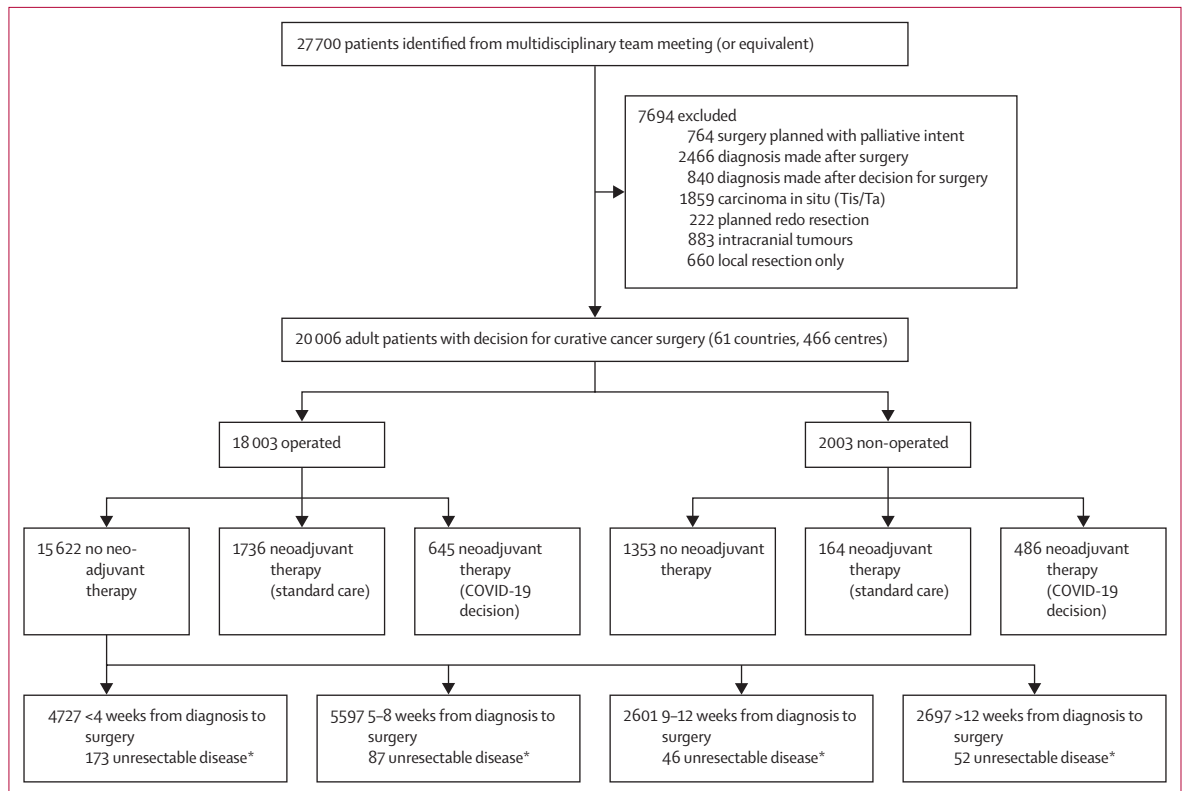 27 700 patients identified from multidisciplinary team meeting (or equivalent)
7694 excluded
764 surgery planned with palliative intent
2466 diagnosis made after surgery
840 diagnosis made after decision for surgery
1859 carcinoma in situ (Tis/Ta)
222 planned redo resection
883 intracranial tumours
660 local resection only
20 006 adult patients with decision for curative cancer surgery (61 countries, 466 centres)
18 003 operated
2003 non-operated
15 622 no neo-
adjuvant
therapy
1736 neoadjuvant
therapy
(standard care)
645 neoadjuvant
therapy
(COVID-19
decision)
1353 no neoadjuvant
therapy
164 neoadjuvant
therapy
(standard care)
486 neoadjuvant
therapy
(COVID-19
decision)
4727 <4 weeks from diagnosis to
surgery
173 unresectable disease*
5597 5–8 weeks from diagnosis to
surgery
87 unresectable disease*
2601 9–12 weeks from diagnosis to
surgery
46 unresectable disease*
2697 >12 weeks from diagnosis to
surgery
52 unresectable disease*